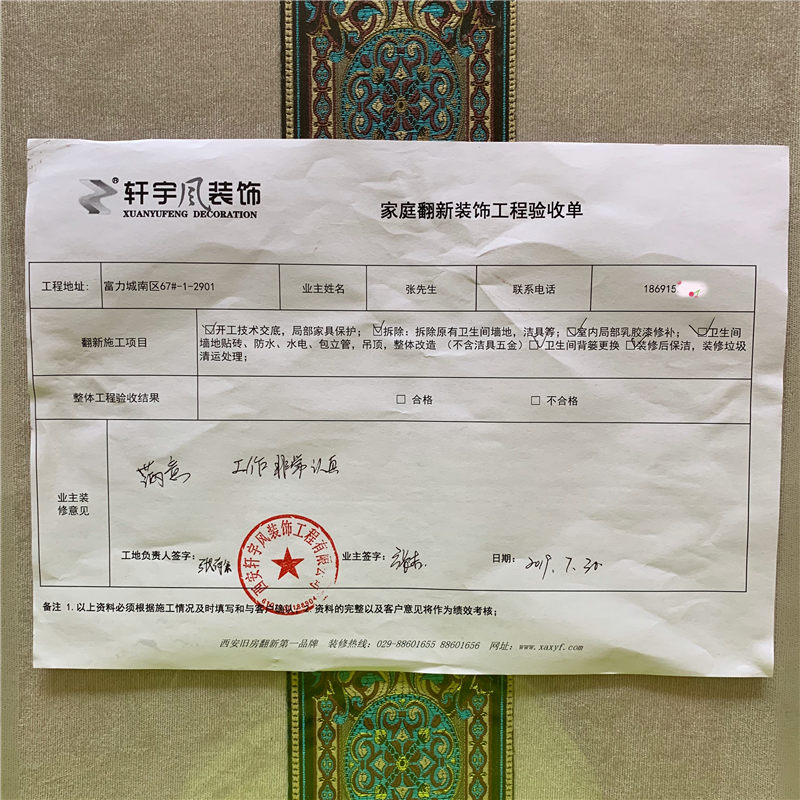 轩宇风装饰®
XUANYUFENG DECORATION
家庭翻新装饰工程验收单
工程地址: 富力城南区67#-1-2901 业主姓名 张先生 联系电话 186915
翻新施工项目
☑开工技术交底，局部家具保护；☑拆除：拆除原有卫生间墙地，洁具等；☑室内局部乳胶漆修补；☑卫生间
墙地贴砖、防水、水电、包立管，吊顶，整体改造 （不含洁具五金）☑卫生间背篓更换☑装修后保洁，装修垃圾
清运处理；
整体工程验收结果 □ 合格 □ 不合格
业主装
修意见
满意 工作非常认真
工地负责人签字: 业主签字: 日期: 2019.7.30
西安轩宇风装饰工程有限公司
备注 1.以上资料必须根据施工情况及时填写和与客户确认；2.资料的完整以及客户意见将作为绩效考核；
西安旧房翻新第一品牌 装修热线：029-88601655 88601656 网址：www.xaxyf.com